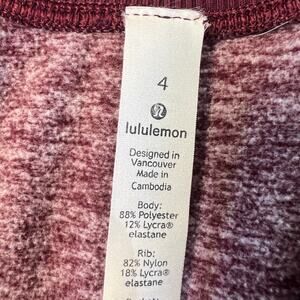 4
lululemon
Designed in
Vancouver
Made in
Cambodia
Body:
88% Polyester
12% Lycra®
elastane
Rib:
82% Nylon
18% Lycra®
elastane